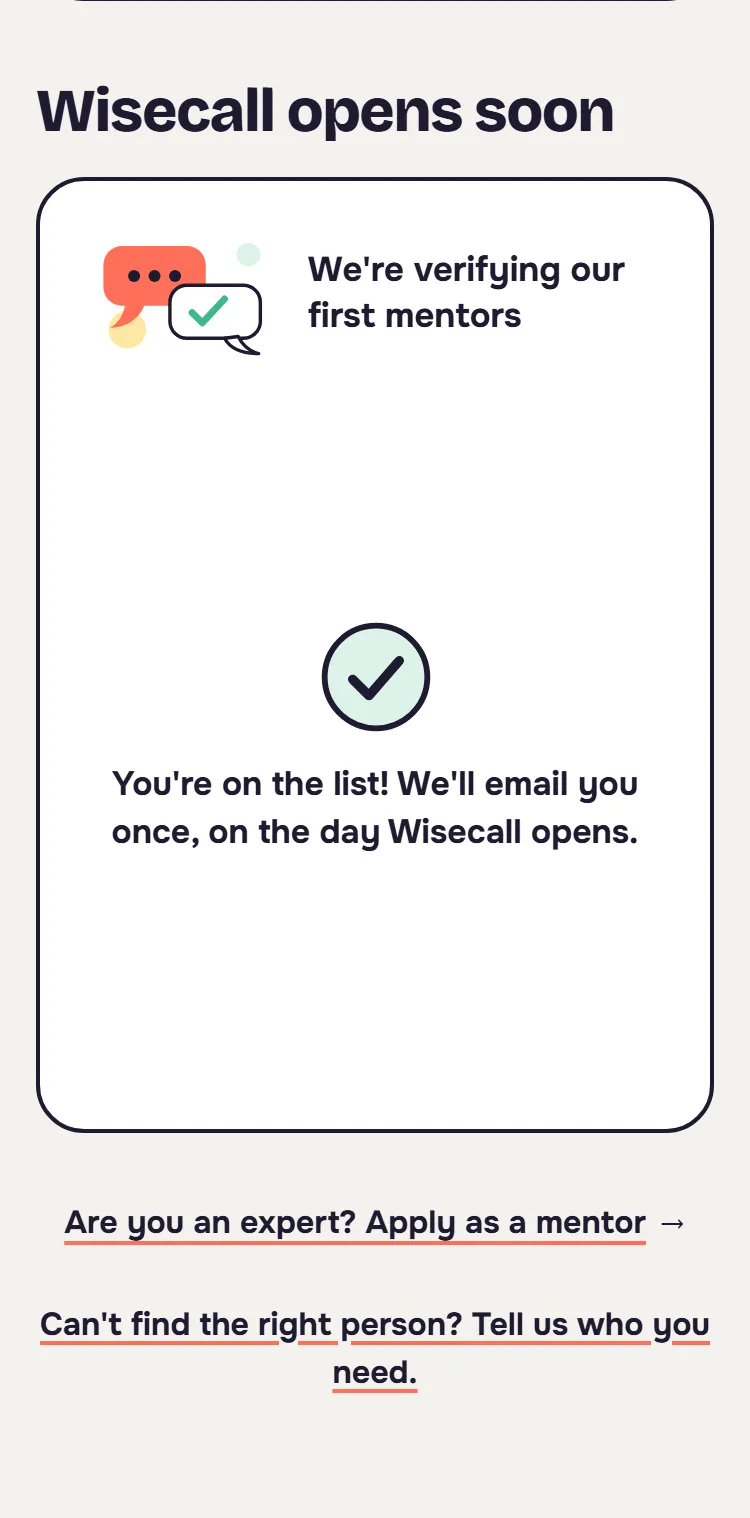 Wisecall opens soon
We're verifying our
first mentors
You're on the list! We'll email you
once, on the day Wisecall opens.
Are you an expert? Apply as a mentor →
Can't find the right person? Tell us who you
need.